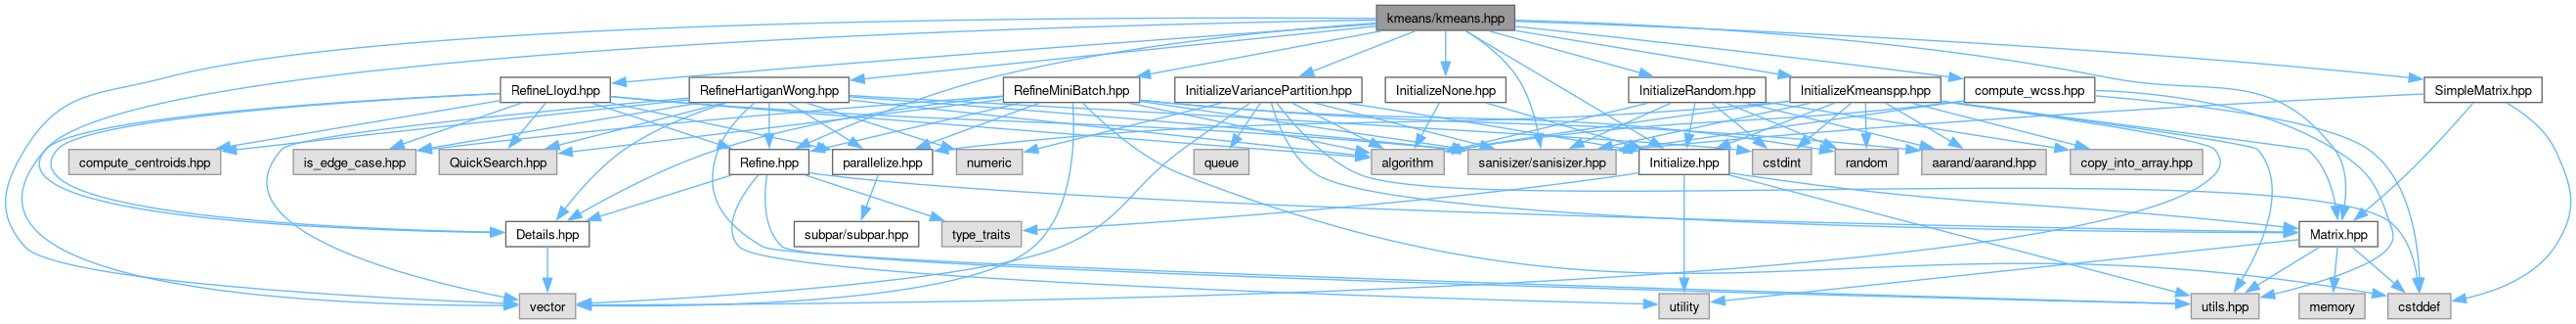 kmeans/kmeans.hpp
RefineLloyd.hpp
RefineHartiganWong.hpp
RefineMiniBatch.hpp
InitializeVariancePartition.hpp
InitializeNone.hpp
InitializeRandom.hpp
InitializeKmeanspp.hpp
compute_wcss.hpp
SimpleMatrix.hpp
compute_centroids.hpp
is_edge_case.hpp
QuickSearch.hpp
Refine.hpp
parallelize.hpp
numeric
queue
algorithm
sanisizer/sanisizer.hpp
Initialize.hpp
cstdint
random
aarand/aarand.hpp
copy_into_array.hpp
Details.hpp
subpar/subpar.hpp
type_traits
Matrix.hpp
vector
utility
utils.hpp
memory
cstddef